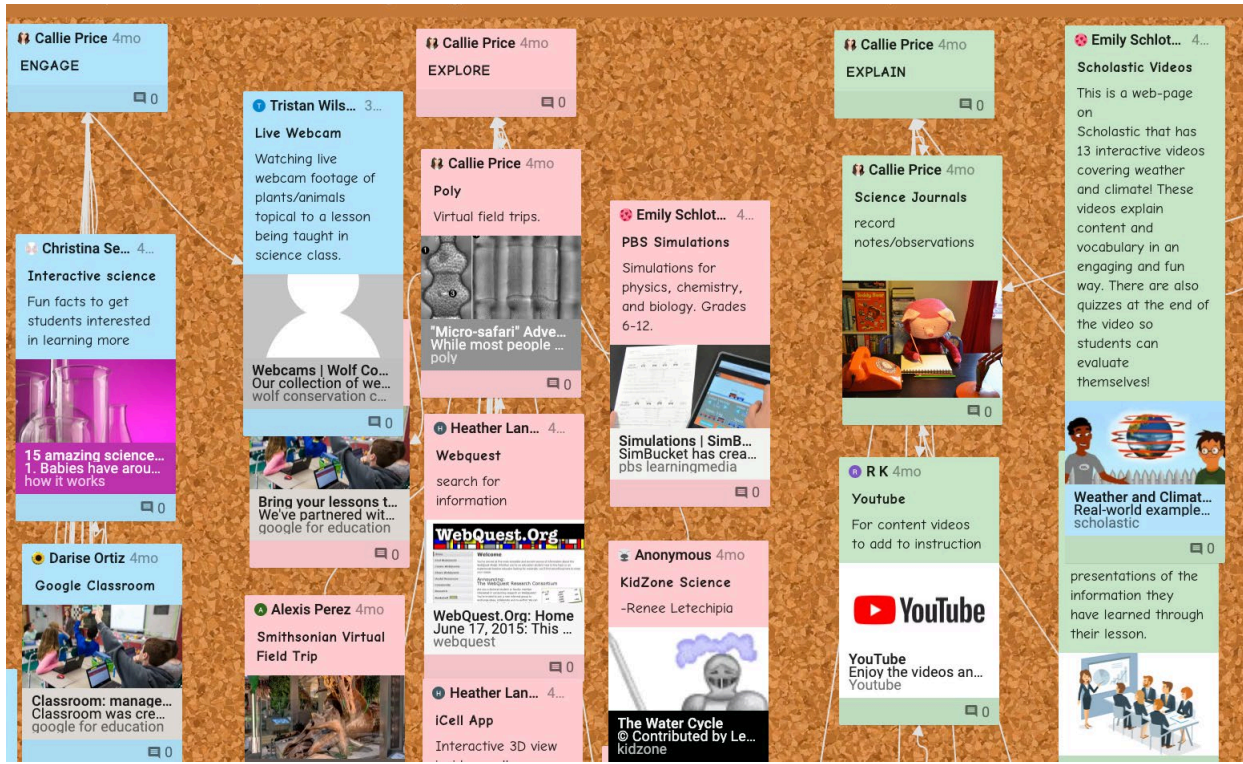 Callie Price 4mo
ENGAGE
0
Christina Se... 4...
Interactive science
Fun facts to get
students interested
in learning more
15 amazing science...
1. Babies have arou...
how it works
0
Darise Ortiz 4mo
Google Classroom
Classroom: manage...
Classroom was cre...
google for education
0
Tristan Wils... 3...
Live Webcam
Watching live
webcam footage of
plants/animals
topical to a lesson
being taught in
science class.
Webcams | Wolf Co...
Our collection of we...
wolf conservation c...
0
Bring your lessons t...
We've partnered wit...
google for education
0
Alexis Perez 4mo
Smithsonian Virtual
Field Trip
Callie Price 4mo
EXPLORE
0
Callie Price 4mo
Poly
Virtual field trips.
"Micro-safari" Adve...
While most people ...
poly
0
Heather Lan... 4...
Webquest
search for
information
WebQuest.Org
Welcome
WebQuest.Org: Home
June 17, 2015: This ...
webquest
0
Heather Lan... 4...
iCell App
Interactive 3D view
Emily Schlot... 4...
PBS Simulations
Simulations for
physics, chemistry,
and biology. Grades
6-12.
Simulations | SimB...
SimBucket has crea...
pbs learningmedia
0
Anonymous 4mo
KidZone Science
-Renee Letechipia
The Water Cycle
© Contributed by Le...
kidzone
Callie Price 4mo
EXPLAIN
0
Callie Price 4mo
Science Journals
record
notes/observations
0
R K 4mo
Youtube
For content videos
to add to instruction
YouTube
YouTube
Enjoy the videos an...
Youtube
0
Emily Schlot... 4...
Scholastic Videos
This is a web-page
on
Scholastic that has
13 interactive videos
covering weather
and climate! These
videos explain
content and
vocabulary in an
engaging and fun
way. There are also
quizzes at the end of
the video so
students can
evaluate
themselves!
Weather and Climat...
Real-world example...
scholastic
0
presentations of the
information they
have learned through
their lesson.